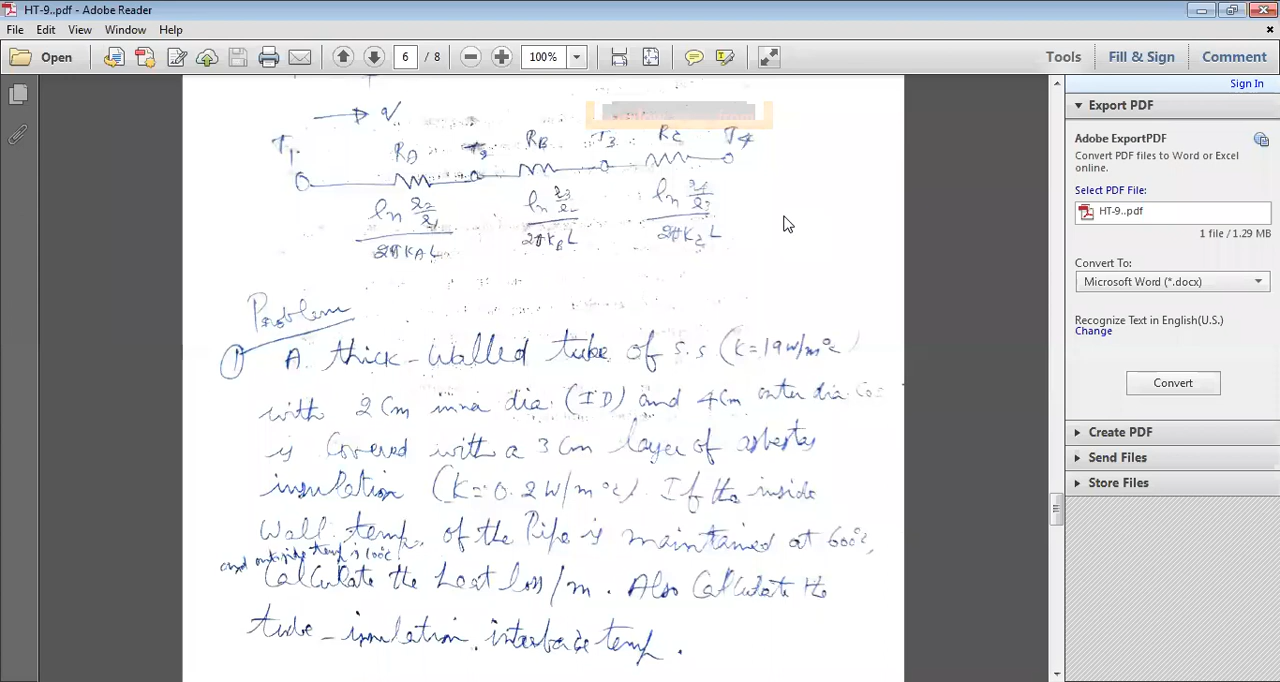 HT-9..pdf - Adobe Reader
File Edit View Window Help
Open 6 / 8 100% Tools Fill & Sign Comment
Sign In
Export PDF
Adobe ExportPDF
Convert PDF files to Word or Excel online.
Select PDF File:
HT-9..pdf
1 file / 1.29 MB
Convert To:
Microsoft Word (*.docx)
Recognize Text in English(U.S.)
Change
Convert
Create PDF
Send Files
Store Files
T1 RA T2 RB T3 RC T4
ln r2/r1 ln r3/r2 ln r4/r3
2πKAL 2πKBL 2πKCL
Problem
① A thick-walled tube of S.S (K=19W/m°C)
with 2 Cm inner dia. (ID) and 4cm outer dia.
is Covered with a 3 cm layer of asbestos
insulation (K=0.2W/m°C). If the inside
Wall temp. of the Pipe is maintained at 600°C,
and outside temp is 100°C
Calculate the heat loss/m. Also Calculate the
tube-insulation interface temp.